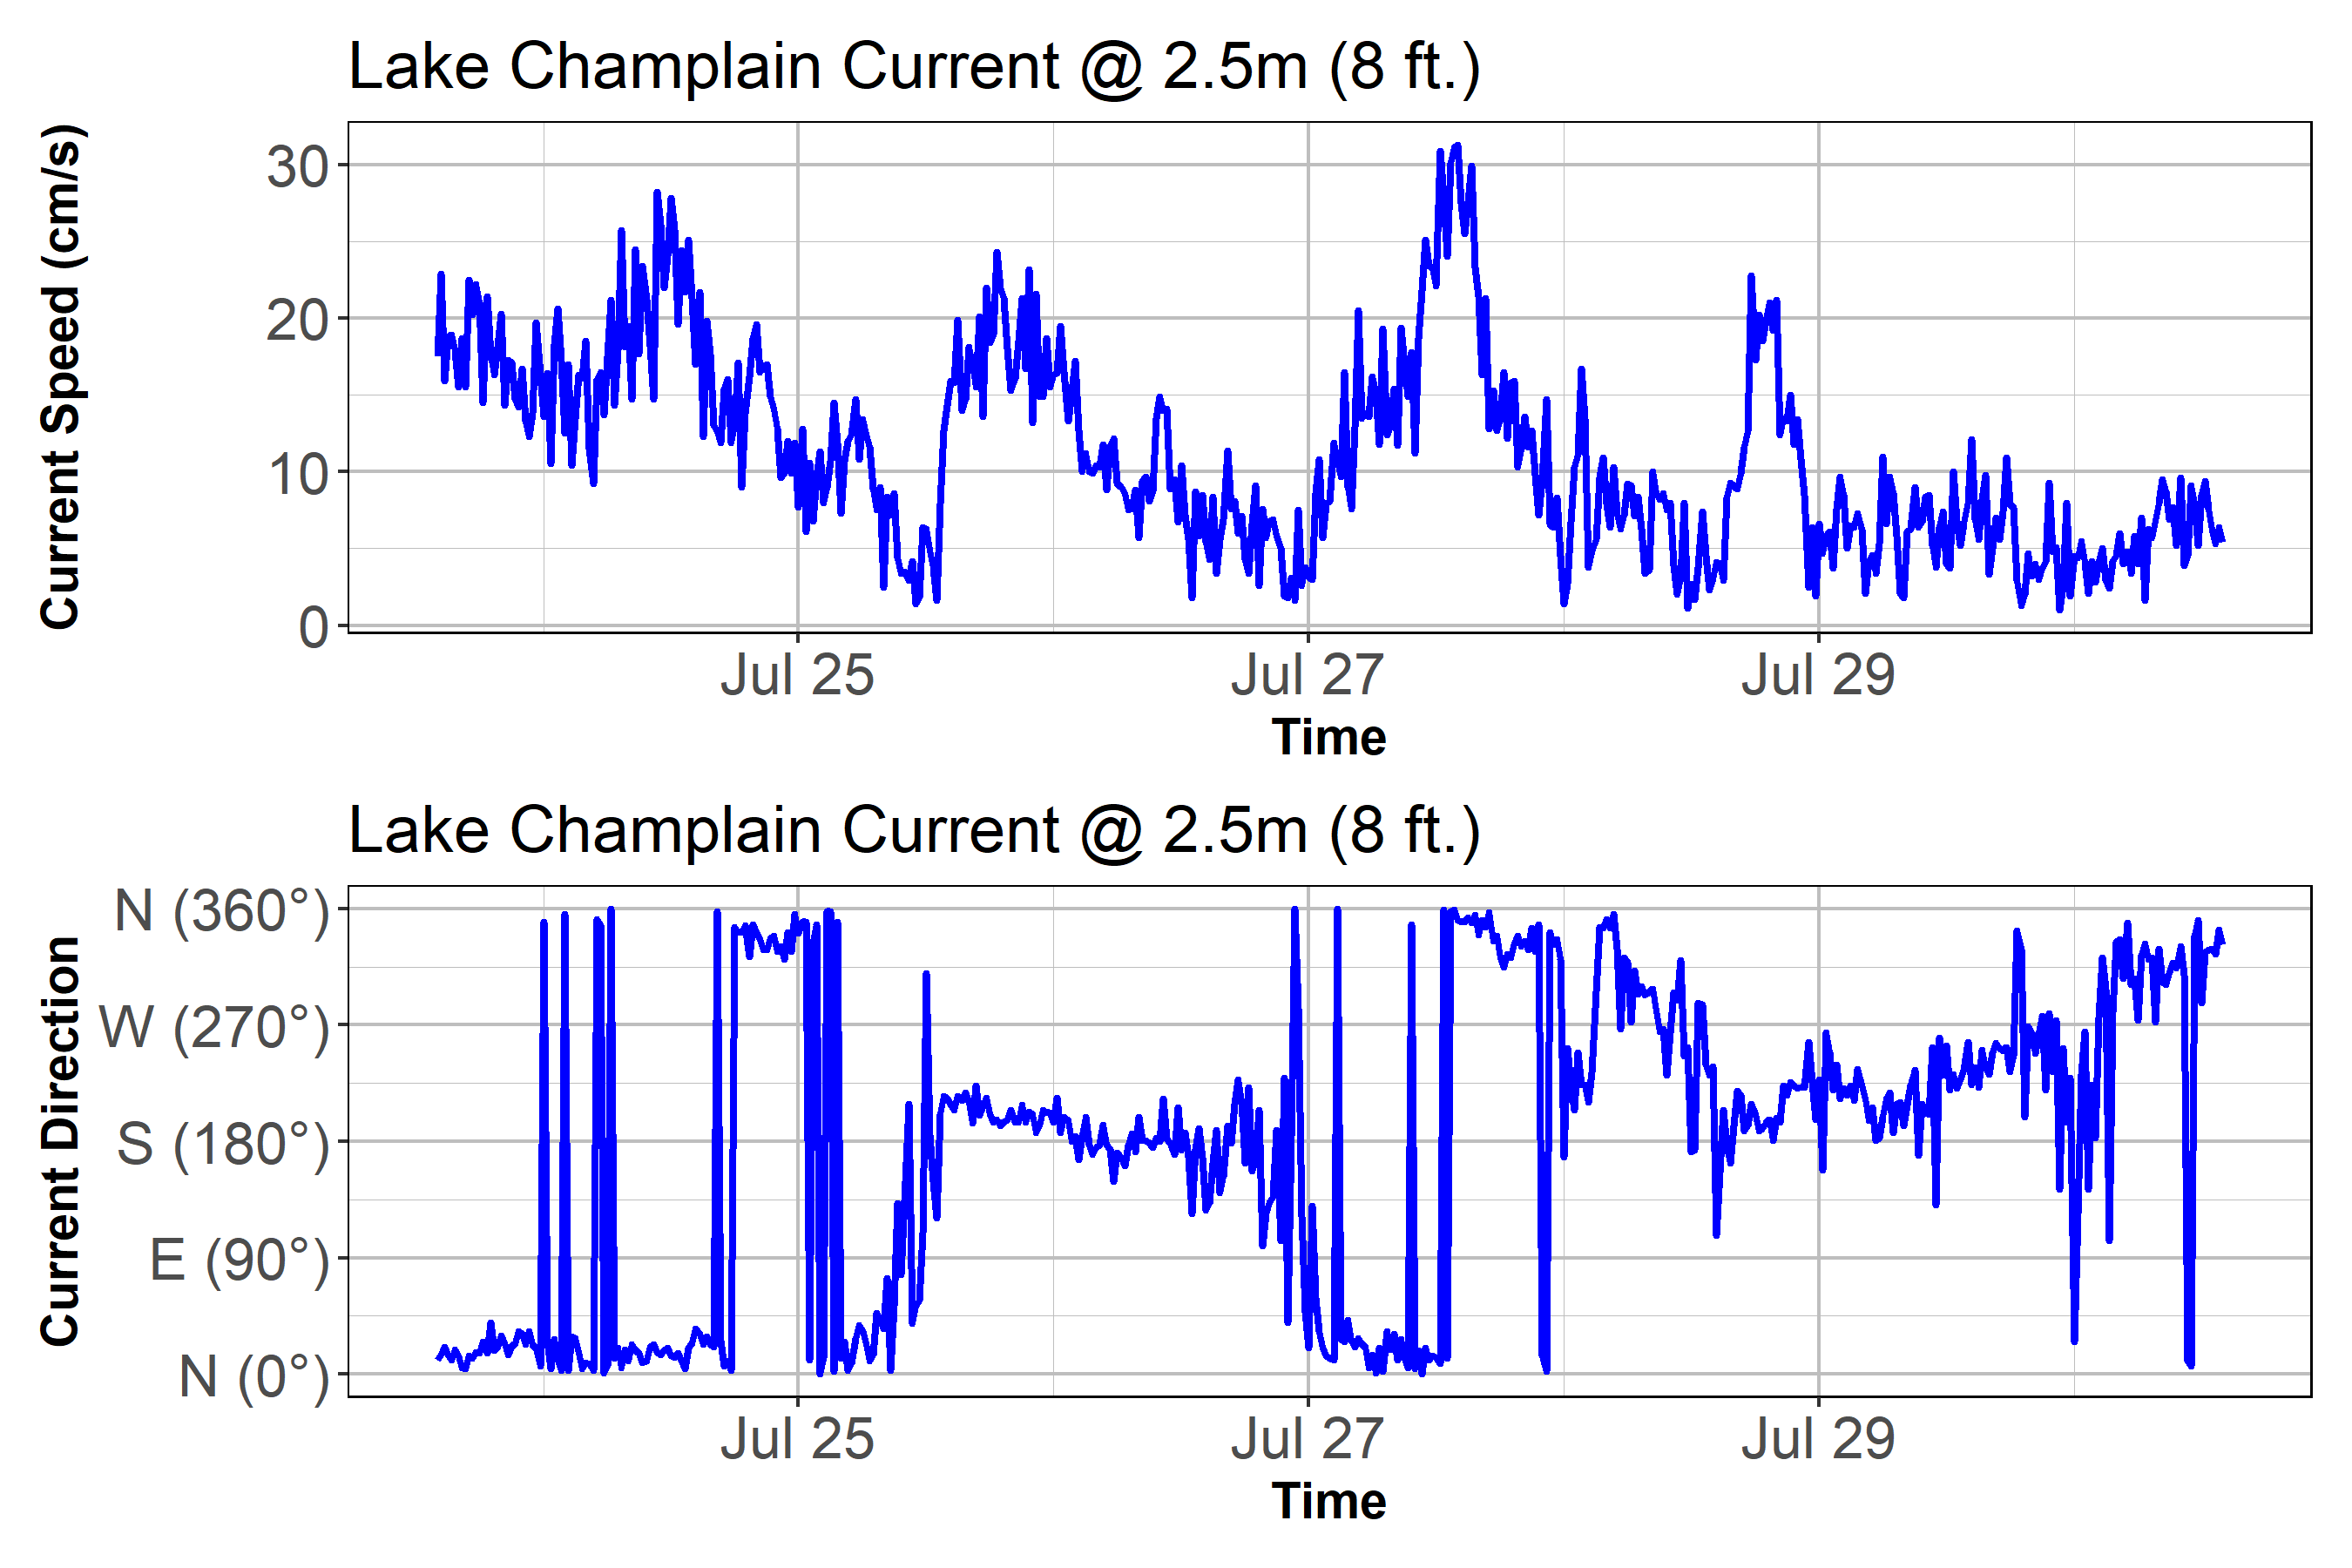 Lake Champlain Current @ 2.5m (8 ft.)
Current Speed (cm/s)
30
20
10
0
Jul 25 Jul 27 Jul 29
Time
Lake Champlain Current @ 2.5m (8 ft.)
Current Direction
N (360°)
W (270°)
S (180°)
E (90°)
N (0°)
Jul 25 Jul 27 Jul 29
Time